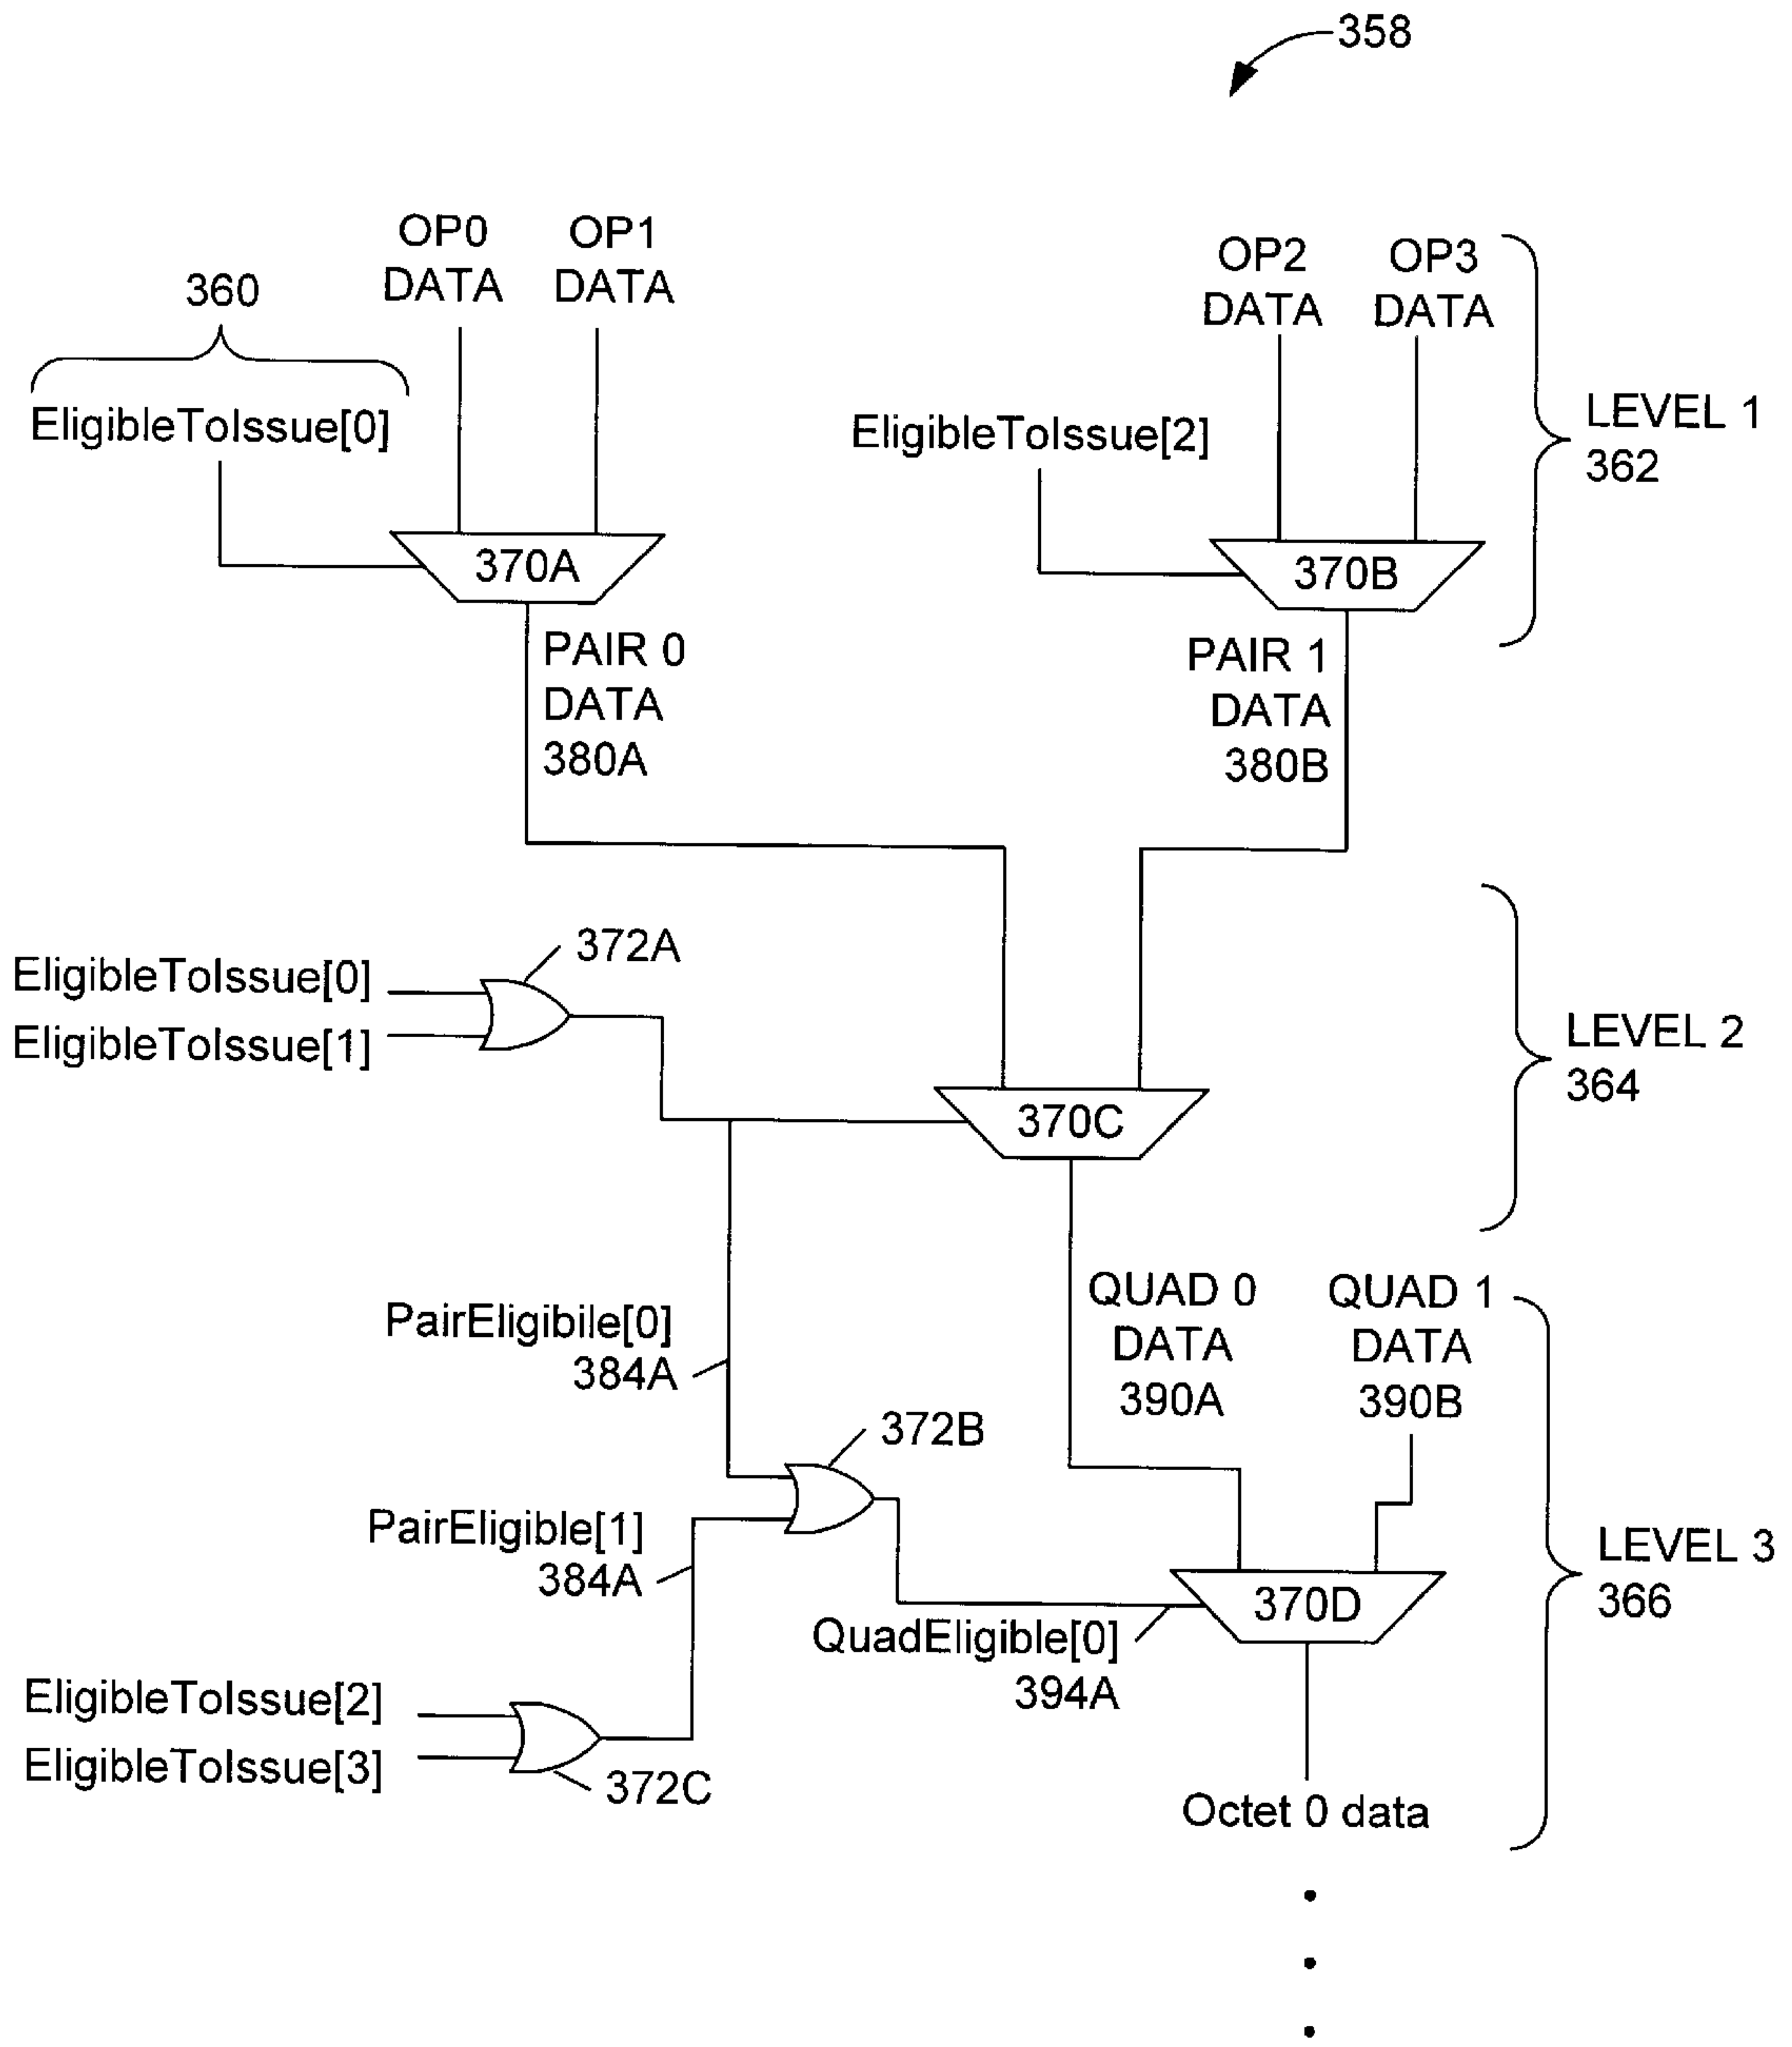 358
OP0
DATA
OP1
DATA
OP2
DATA
OP3
DATA
360
EligibleToIssue[0]
EligibleToIssue[2]
LEVEL 1
362
370A
370B
PAIR 0
DATA
380A
PAIR 1
DATA
380B
372A
EligibleToIssue[0]
EligibleToIssue[1]
LEVEL 2
364
370C
QUAD 0
DATA
390A
QUAD 1
DATA
390B
PairEligibile[0]
384A
372B
PairEligible[1]
384A
LEVEL 3
366
370D
QuadEligible[0]
394A
EligibleToIssue[2]
EligibleToIssue[3]
372C
Octet 0 data